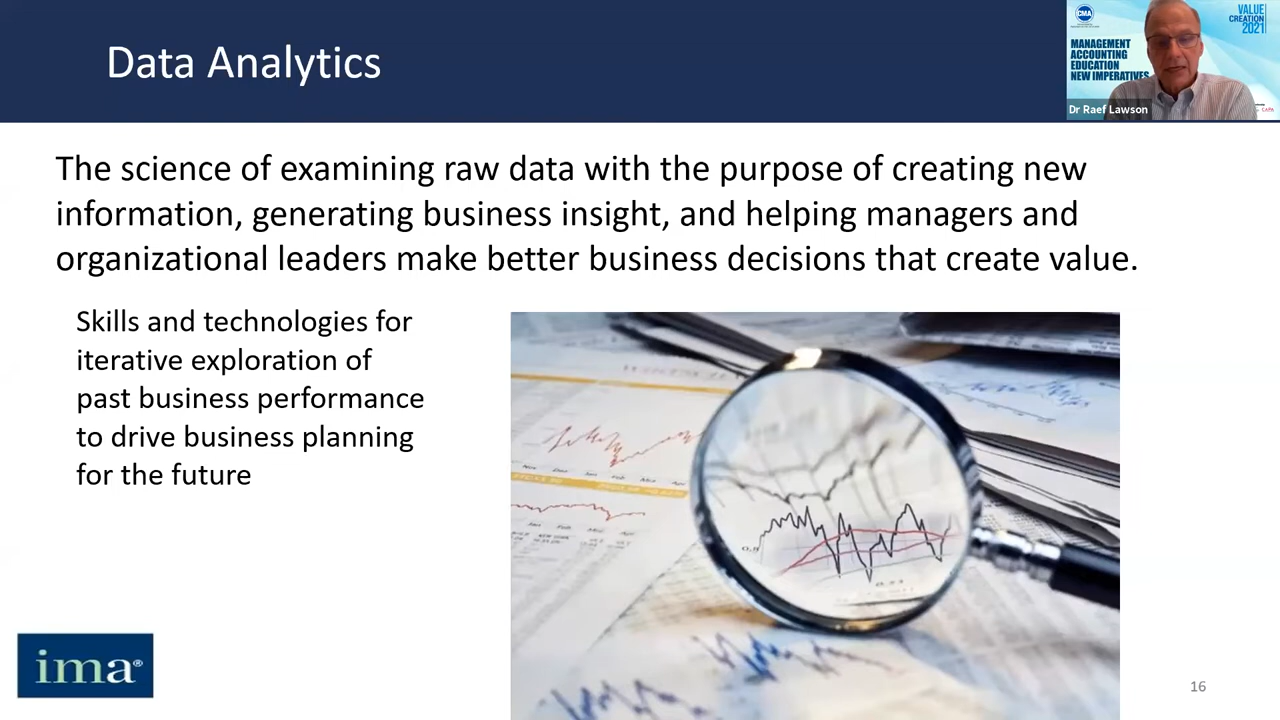 Data Analytics
VALUE
CREATION
2021
CMA
MANAGEMENT
ACCOUNTING
EDUCATION
NEW IMPERATIVES
Dr Raef Lawson
CAPA
The science of examining raw data with the purpose of creating new
information, generating business insight, and helping managers and
organizational leaders make better business decisions that create value.
Skills and technologies for
iterative exploration of
past business performance
to drive business planning
for the future
ima®
16